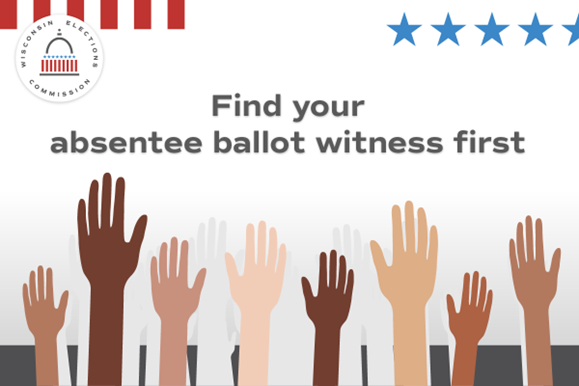 WISCONSIN ELECTIONS
COMMISSION
Find your
absentee ballot witness first